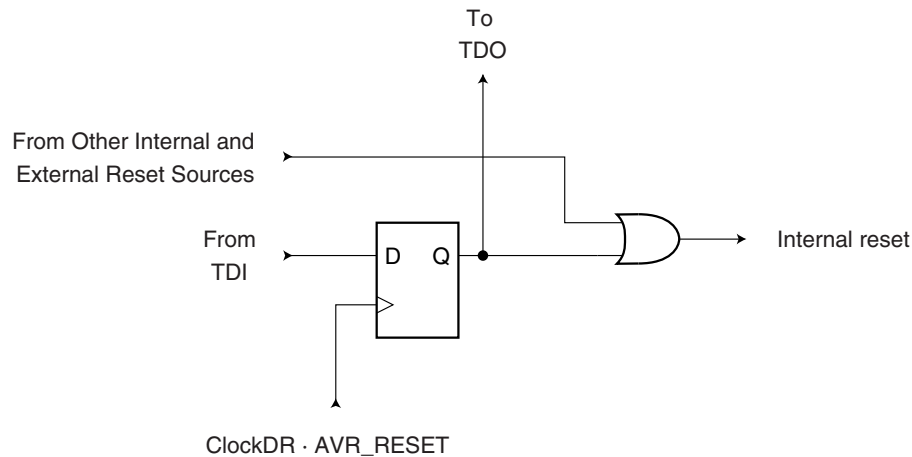 To
TDO
From Other Internal and
External Reset Sources
From
TDI
D
Q
Internal reset
ClockDR · AVR_RESET